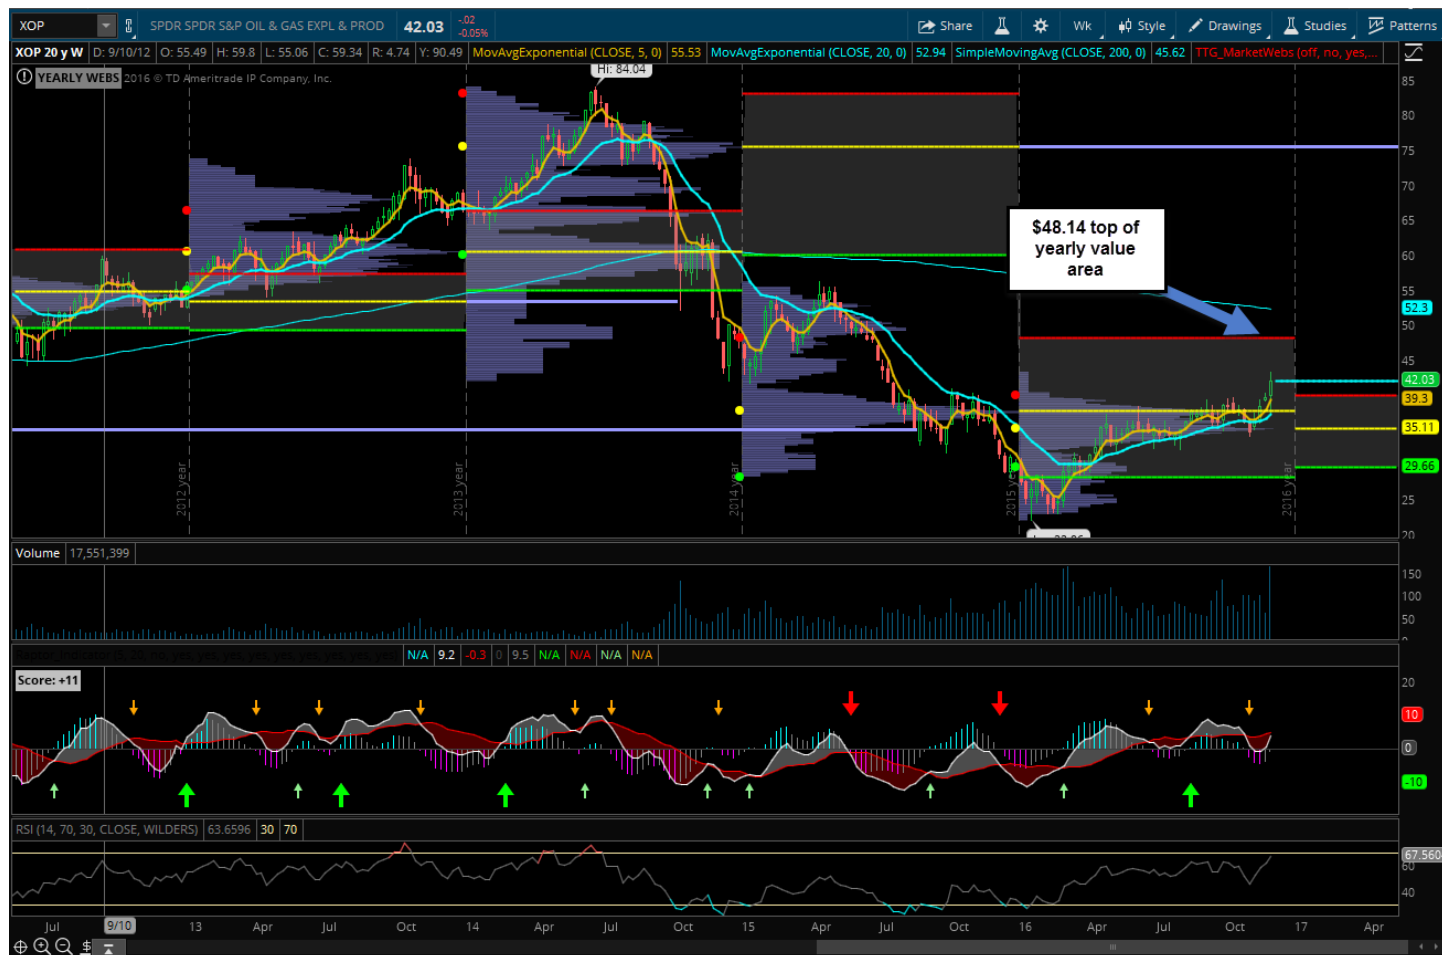 XOP SPDR SPDR S&P OIL & GAS EXPL & PROD 42.03 -.02 -0.05% Share Wk Style Drawings Studies Patterns
XOP 20 y W D: 9/10/12 O: 55.49 H: 59.8 L: 55.06 C: 59.34 R: 4.74 Y: 90.49 MovAvgExponential (CLOSE, 5, 0) 55.53 MovAvgExponential (CLOSE, 20, 0) 52.94 SimpleMovingAvg (CLOSE, 200, 0) 45.62 TTG_MarketWebs (off, no, yes,...
YEARLY WEBS 2016 © TD Ameritrade IP Company, Inc.
Hi: 84.04
85
80
75
70
65
60
55
52.3
50
45
42.03
39.3
35.11
29.66
25
20
$48.14 top of
yearly value
area
2012 year
2013 year
2014 year
2015 year
2016 year
Volume 17,551,399
150
100
50
N/A 9.2 -0.3 0 9.5 N/A N/A N/A N/A
Score: +11
20
10
0
-10
RSI (14, 70, 30, CLOSE, WILDERS) 63.6596 30 70
67.560
60
40
Jul 9/10 13 Apr Jul Oct 14 Apr Jul Oct 15 Apr Jul Oct 16 Apr Jul Oct 17 Apr